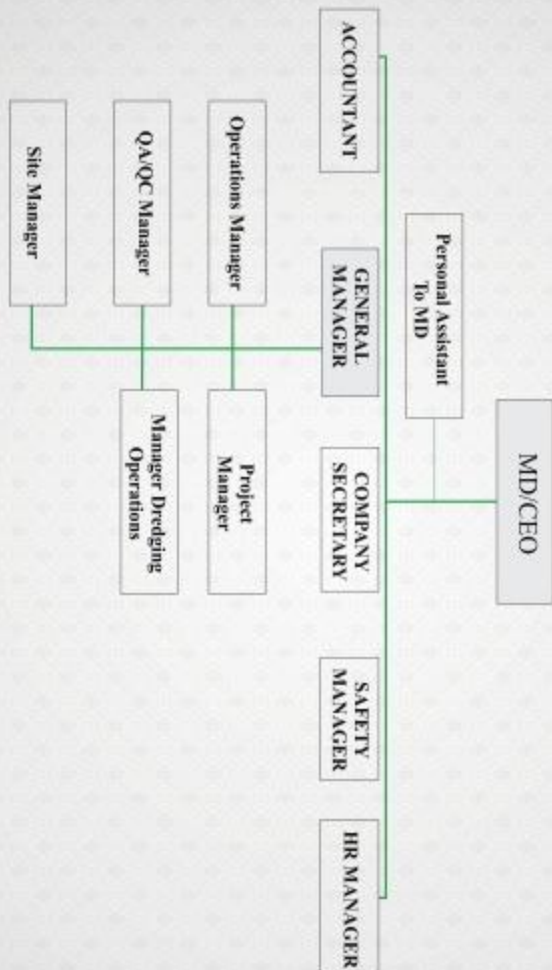 MD/CEO
Personal Assistant
To MD
ACCOUNTANT
GENERAL
MANAGER
COMPANY
SECRETARY
SAFETY
MANAGER
HR MANAGER
Operations Manager
Project
Manager
QA/QC Manager
Manager Dredging
Operations
Site Manager